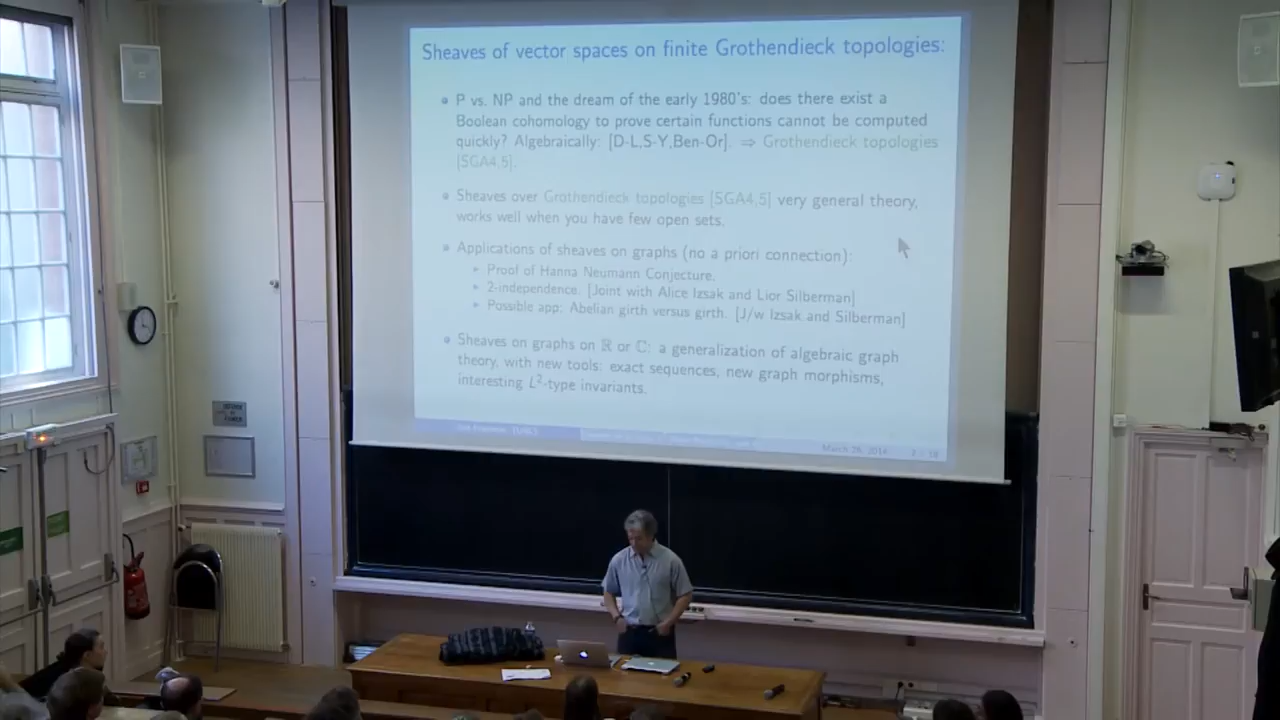 Sheaves of vector spaces on finite Grothendieck topologies:
P vs. NP and the dream of the early 1980's: does there exist a
Boolean cohomology to prove certain functions cannot be computed
quickly? Algebraically: [D-L,S-Y,Ben-Or]. ⇒ Grothendieck topologies
[SGA4,5].
Sheaves over Grothendieck topologies [SGA4,5] very general theory,
works well when you have few open sets.
Applications of sheaves on graphs (no a priori connection):
Proof of Hanna Neumann Conjecture.
2-independence. [Joint with Alice Izsak and Lior Silberman]
Possible app: Abelian girth versus girth. [J/w Izsak and Silberman]
Sheaves on graphs on ℝ or ℂ: a generalization of algebraic graph
theory, with new tools: exact sequences, new graph morphisms,
interesting L²-type invariants.
March 28, 2014